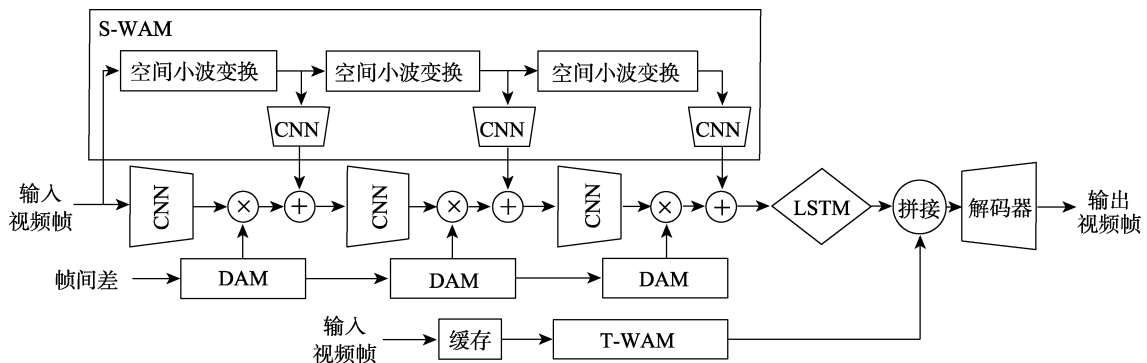 S-WAM
空间小波变换
空间小波变换
空间小波变换
CNN
CNN
CNN
输入
视频帧
CNN
×
+
CNN
×
+
CNN
×
+
LSTM
拼接
解码器
输出
视频帧
帧间差
DAM
DAM
DAM
输入
视频帧
缓存
T-WAM